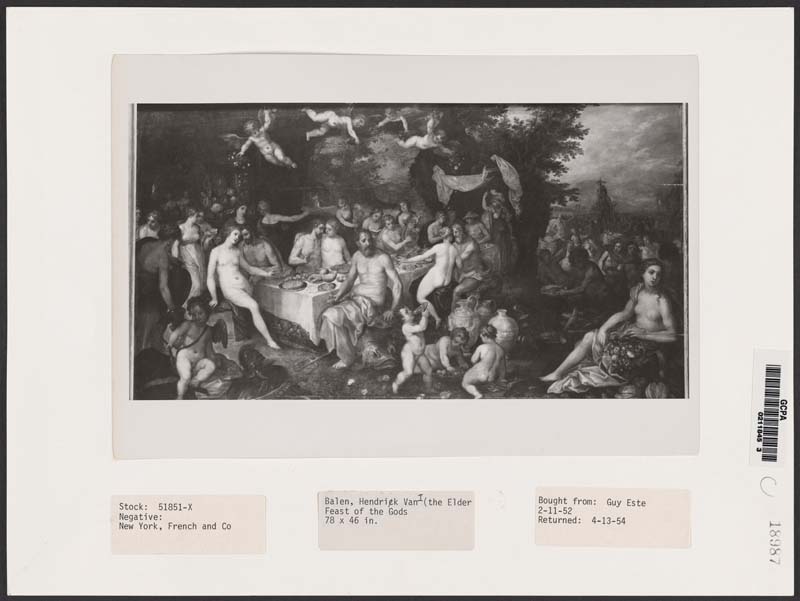 Stock: 51851-X
Negative:
New York, French and Co
Balen, Hendrick Van I (the Elder
Feast of the Gods
78 x 46 in.
Bought from: Guy Este
2-11-52
Returned: 4-13-54
GCPA
0211645 3
C
18987